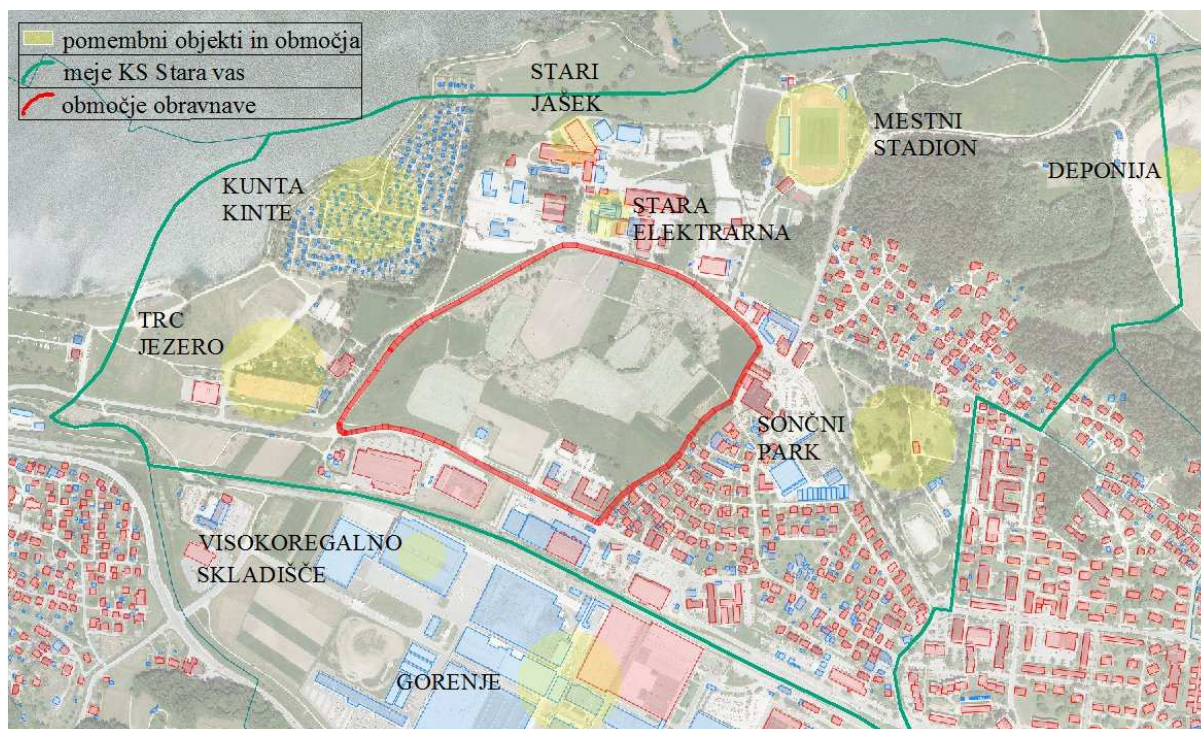 pomembni objekti in območja
meje KS Stara vas
območje obravnave
STARI
JAŠEK
MESTNI
STADION
DEPONIJA
KUNTA
KINTE
STARA
ELEKTRARNA
TRC
JEZERO
SONČNI
PARK
VISOKOREGALNO
SKLADIŠČE
GORENJE